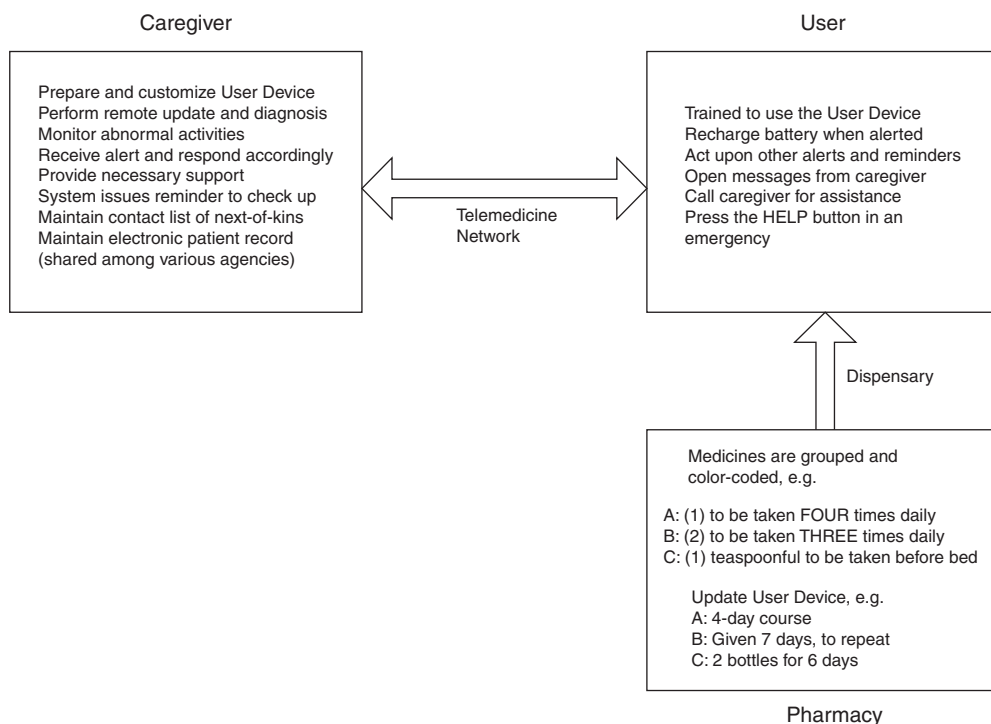 Caregiver
Prepare and customize User Device
Perform remote update and diagnosis
Monitor abnormal activities
Receive alert and respond accordingly
Provide necessary support
System issues reminder to check up
Maintain contact list of next-of-kins
Maintain electronic patient record
(shared among various agencies)
Telemedicine
Network
User
Trained to use the User Device
Recharge battery when alerted
Act upon other alerts and reminders
Open messages from caregiver
Call caregiver for assistance
Press the HELP button in an
emergency
Dispensary
Medicines are grouped and
color-coded, e.g.
A: (1) to be taken FOUR times daily
B: (2) to be taken THREE times daily
C: (1) teaspoonful to be taken before bed
Update User Device, e.g.
A: 4-day course
B: Given 7 days, to repeat
C: 2 bottles for 6 days
Pharmacy